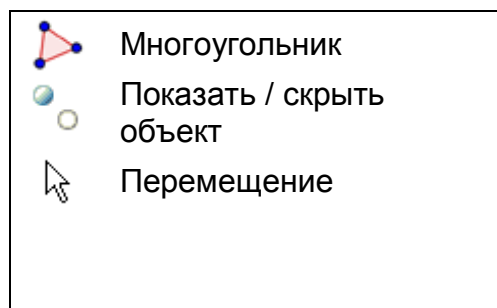 Многоугольник
Показать / скрыть
объект
Перемещение